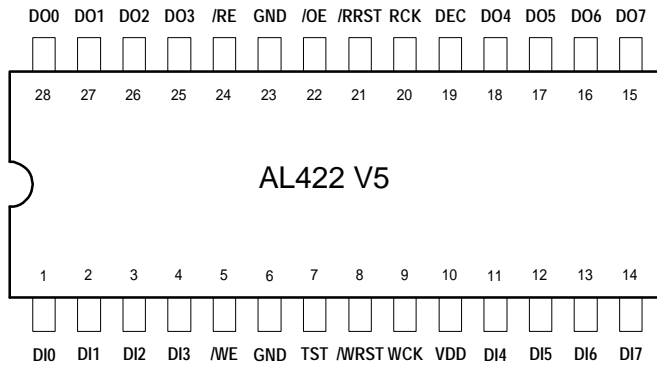 DO0 DO1 DO2 DO3 /RE GND /OE /RRST RCK DEC DO4 DO5 DO6 DO7
28 27 26 25 24 23 22 21 20 19 18 17 16 15
AL422 V5
1 2 3 4 5 6 7 8 9 10 11 12 13 14
DI0 DI1 DI2 DI3 /WE GND TST /WRST WCK VDD DI4 DI5 DI6 DI7